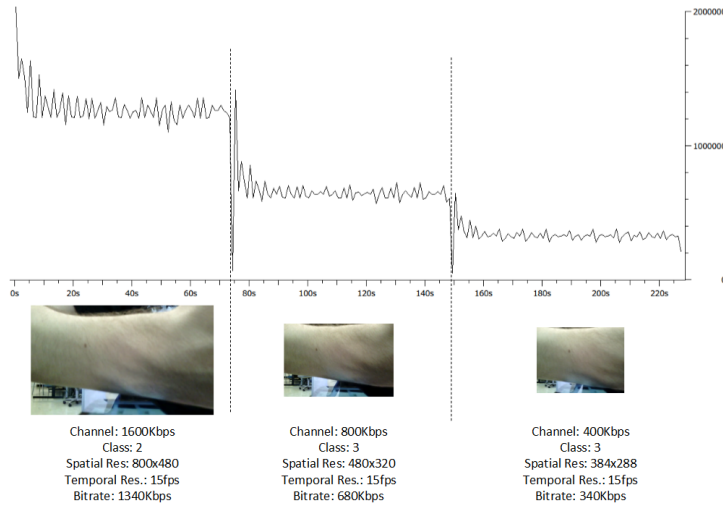 2000000
1000000
0
0s 20s 40s 60s 80s 100s 120s 140s 160s 180s 200s 220s
Channel: 1600Kbps
Class: 2
Spatial Res: 800x480
Temporal Res.: 15fps
Bitrate: 1340Kbps
Channel: 800Kbps
Class: 3
Spatial Res: 480x320
Temporal Res.: 15fps
Bitrate: 680Kbps
Channel: 400Kbps
Class: 3
Spatial Res: 384x288
Temporal Res.: 15fps
Bitrate: 340Kbps